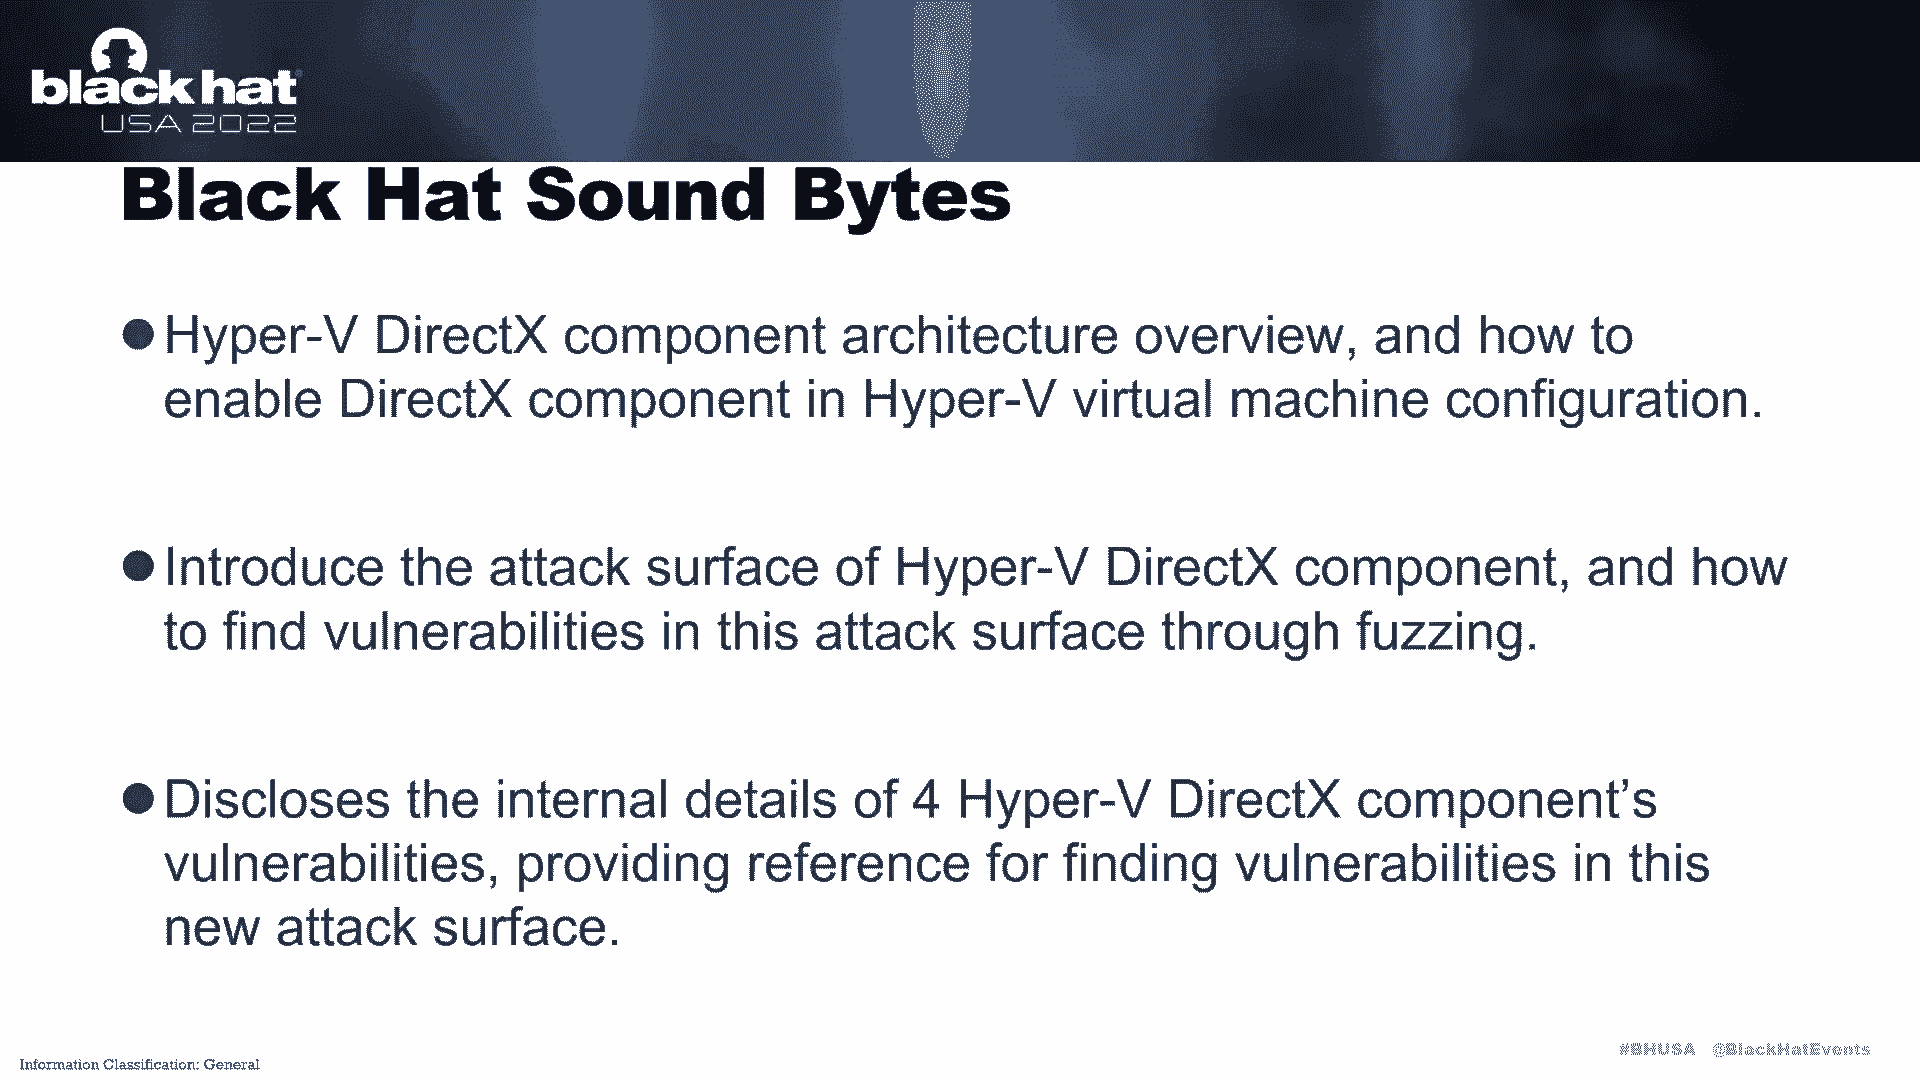 black hat
USA 2022
Black Hat Sound Bytes
● Hyper-V DirectX component architecture overview, and how to
enable DirectX component in Hyper-V virtual machine configuration.
● Introduce the attack surface of Hyper-V DirectX component, and how
to find vulnerabilities in this attack surface through fuzzing.
● Discloses the internal details of 4 Hyper-V DirectX component’s
vulnerabilities, providing reference for finding vulnerabilities in this
new attack surface.
#BHUSA @BlackHatEvents
Information Classification: General